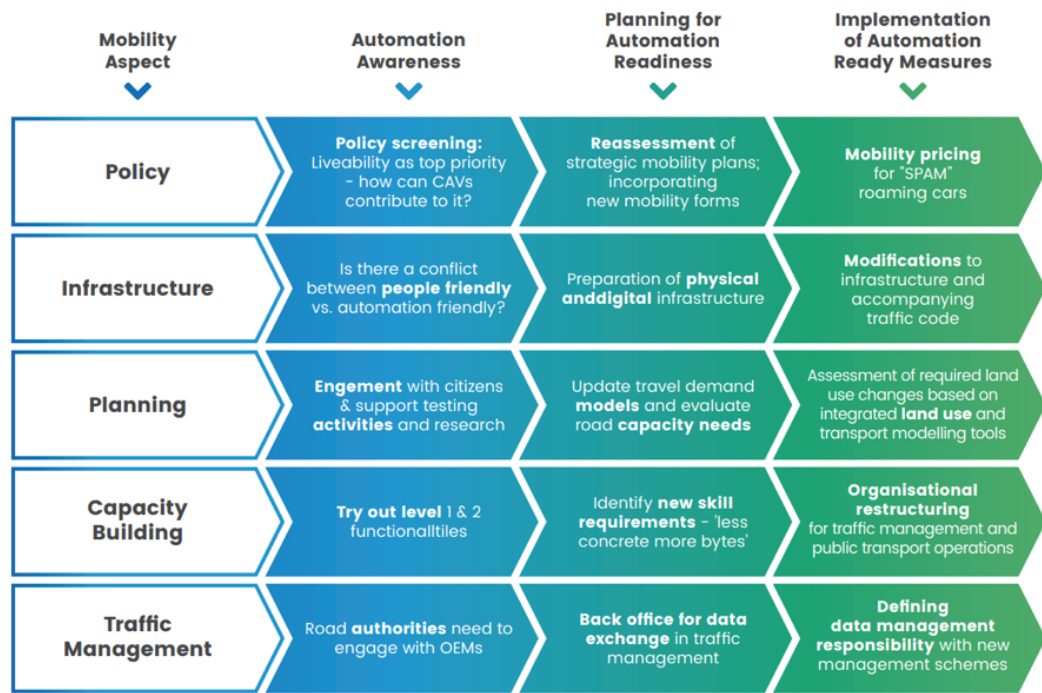 Mobility
Aspect
Automation
Awareness
Planning for
Automation
Readiness
Implementation
of Automation
Ready Measures
Policy
Policy screening:
Liveability as top priority
- how can CAVs
contribute to it?
Reassessment of
strategic mobility plans;
incorporating
new mobility forms
Mobility pricing
for "SPAM"
roaming cars
Infrastructure
Is there a conflict
between people friendly
vs. automation friendly?
Preparation of physical
anddigital infrastructure
Modifications to
infrastructure and
accompanying
traffic code
Planning
Engement with citizens
& support testing
activities and research
Update travel demand
models and evaluate
road capacity needs
Assessment of required land
use changes based on
integrated land use and
transport modelling tools
Capacity
Building
Try out level 1 & 2
functionalltiles
Identify new skill
requirements - 'less
concrete more bytes'
Organisational
restructuring
for traffic management and
public transport operations
Traffic
Management
Road authorities need to
engage with OEMs
Back office for data
exchange in traffic
management
Defining
data management
responsibility with new
management schemes